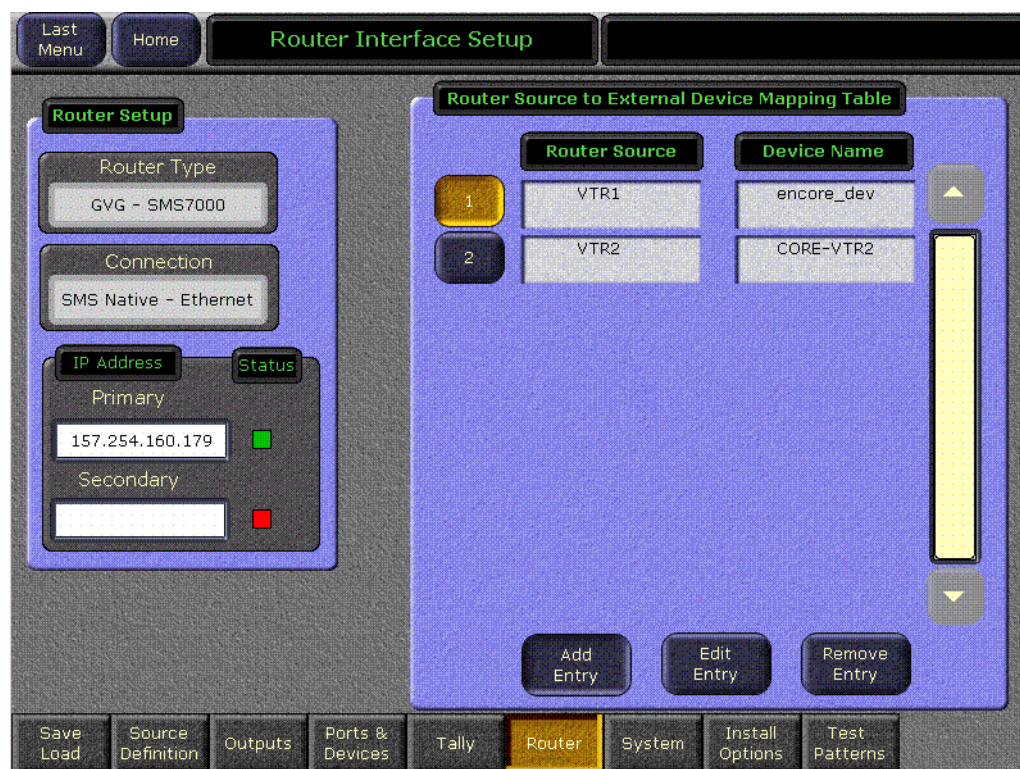 Last
Menu
Home
Router Interface Setup
Router Setup
Router Type
GVG - SMS7000
Connection
SMS Native - Ethernet
IP Address
Status
Primary
157.254.160.179
Secondary
Router Source to External Device Mapping Table
Router Source
Device Name
1
VTR1
encore_dev
2
VTR2
CORE-VTR2
Add
Entry
Edit
Entry
Remove
Entry
Save
Load
Source
Definition
Outputs
Ports &
Devices
Tally
Router
System
Install
Options
Test
Patterns